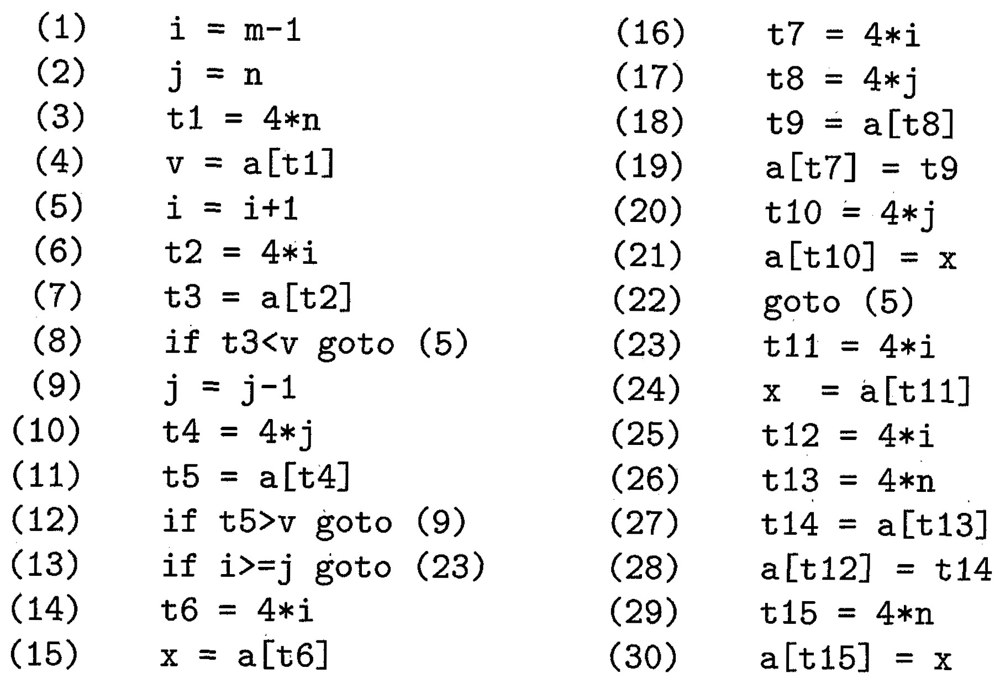 (1) i = m-1
(2) j = n
(3) t1 = 4*n
(4) v = a[t1]
(5) i = i+1
(6) t2 = 4*i
(7) t3 = a[t2]
(8) if t3<v goto (5)
(9) j = j-1
(10) t4 = 4*j
(11) t5 = a[t4]
(12) if t5>v goto (9)
(13) if i>=j goto (23)
(14) t6 = 4*i
(15) x = a[t6]
(16) t7 = 4*i
(17) t8 = 4*j
(18) t9 = a[t8]
(19) a[t7] = t9
(20) t10 = 4*j
(21) a[t10] = x
(22) goto (5)
(23) t11 = 4*i
(24) x = a[t11]
(25) t12 = 4*i
(26) t13 = 4*n
(27) t14 = a[t13]
(28) a[t12] = t14
(29) t15 = 4*n
(30) a[t15] = x